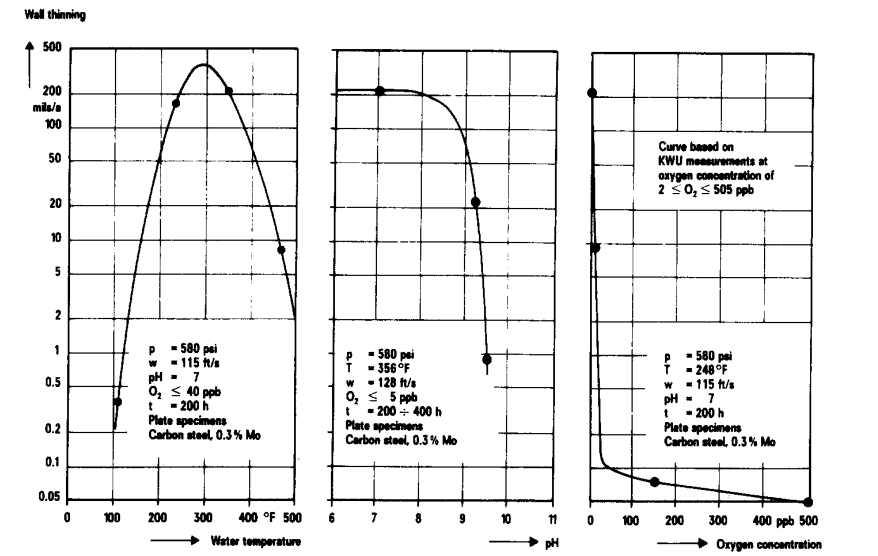 Wall thinning
500
200
mils/a
100
50
20
10
5
2
1
0.5
0.2
0.1
0.05
p = 580 psi
w = 115 ft/s
pH = 7
O₂ ≤ 40 ppb
t = 200 h
Plate specimens
Carbon steel, 0.3 % Mo
0 100 200 300 400 °F 500
Water temperature
p = 580 psi
T = 356 °F
w = 128 ft/s
O₂ ≤ 5 ppb
t = 200 ÷ 400 h
Plate specimens
Carbon steel, 0.3 % Mo
6 7 8 9 10 11
pH
Curve based on
KWU measurements at
oxygen concentration of
2 ≤ O₂ ≤ 505 ppb
p = 580 psi
T = 248 °F
w = 115 ft/s
pH = 7
t = 200 h
Plate specimens
Carbon steel, 0.3 % Mo
0 100 200 300 400 ppb 500
Oxygen concentration